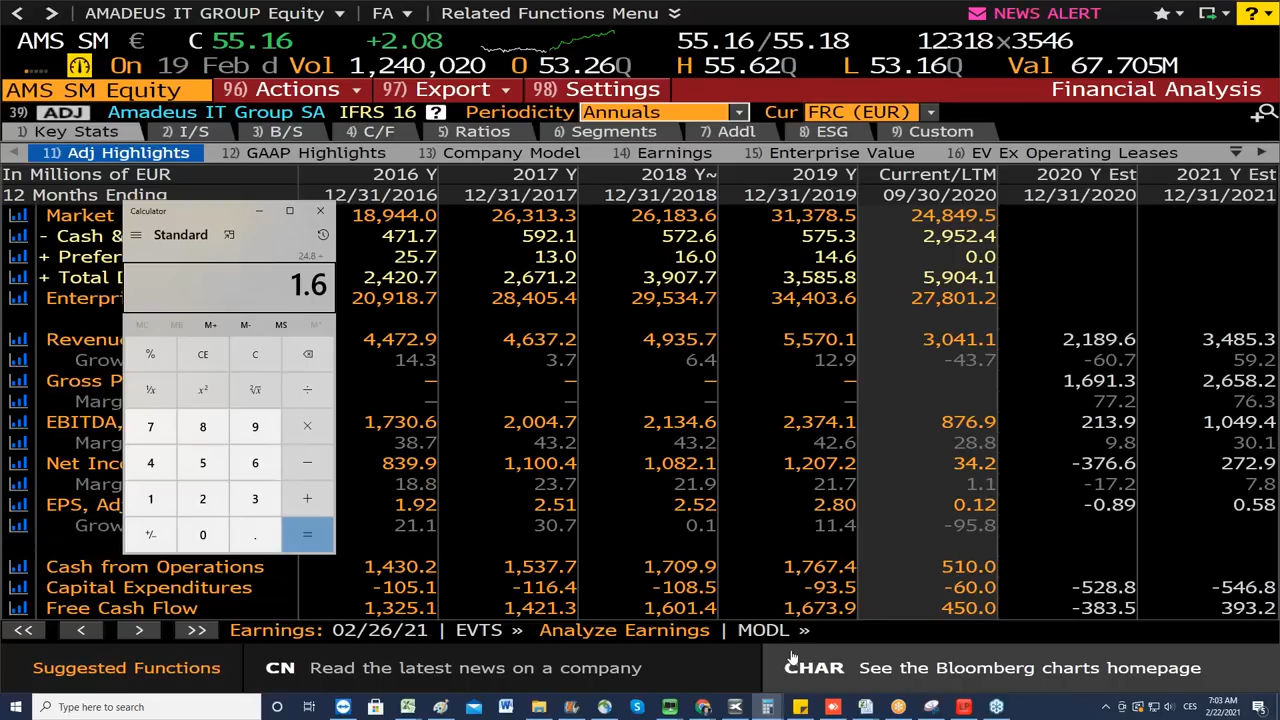 AMADEUS IT GROUP Equity FA Related Functions Menu NEWS ALERT ?
AMS SM € C 55.16 +2.08 55.16/55.18 12318×3546
On 19 Feb d Vol 1,240,020 O 53.26Q H 55.62Q L 53.16Q Val 67.705M
AMS SM Equity 96) Actions 97) Export 98) Settings Financial Analysis
39) ADJ Amadeus IT Group SA IFRS 16 ? Periodicity Annuals Cur FRC (EUR)
1) Key Stats 2) I/S 3) B/S 4) C/F 5) Ratios 6) Segments 7) Addl 8) ESG 9) Custom
11) Adj Highlights 12) GAAP Highlights 13) Company Model 14) Earnings 15) Enterprise Value 16) EV Ex Operating Leases
In Millions of EUR 2016 Y 2017 Y 2018 Y~ 2019 Y Current/LTM 2020 Y Est 2021 Y Est
12 Months Ending 12/31/2016 12/31/2017 12/31/2018 12/31/2019 09/30/2020 12/31/2020 12/31/2021
Market 18,944.0 26,313.3 26,183.6 31,378.5 24,849.5
- Cash & 471.7 592.1 572.6 575.3 2,952.4
+ Prefer 25.7 13.0 16.0 14.6 0.0
+ Total 2,420.7 2,671.2 3,907.7 3,585.8 5,904.1
Enterpri 20,918.7 28,405.4 29,534.7 34,403.6 27,801.2
Revenu 4,472.9 4,637.2 4,935.7 5,570.1 3,041.1 2,189.6 3,485.3
Grow 14.3 3.7 6.4 12.9 -43.7 -60.7 59.2
Gross P — — — — 1,691.3 2,658.2
Marg — — — — 77.2 76.3
EBITDA, 1,730.6 2,004.7 2,134.6 2,374.1 876.9 213.9 1,049.4
Marg 38.7 43.2 43.2 42.6 28.8 9.8 30.1
Net Inc 839.9 1,100.4 1,082.1 1,207.2 34.2 -376.6 272.9
Marg 18.8 23.7 21.9 21.7 1.1 -17.2 7.8
EPS, Ad 1.92 2.51 2.52 2.80 0.12 -0.89 0.58
Grow 21.1 30.7 0.1 11.4 -95.8
Cash from Operations 1,430.2 1,537.7 1,709.9 1,767.4 510.0
Capital Expenditures -105.1 -116.4 -108.5 -93.5 -60.0 -528.8 -546.8
Free Cash Flow 1,325.1 1,421.3 1,601.4 1,673.9 450.0 -383.5 393.2
Calculator
Standard
24.8 ÷
1.6
MC MR M+ M- MS M˅
% CE C
¹/x x² ²√x ÷
7 8 9 ×
4 5 6 −
1 2 3 +
+/− 0 . =
<< < > >> Earnings: 02/26/21 | EVTS » Analyze Earnings | MODL »
Suggested Functions CN Read the latest news on a company CHAR See the Bloomberg charts homepage
Type here to search
CES 7:03 AM
2/22/2021